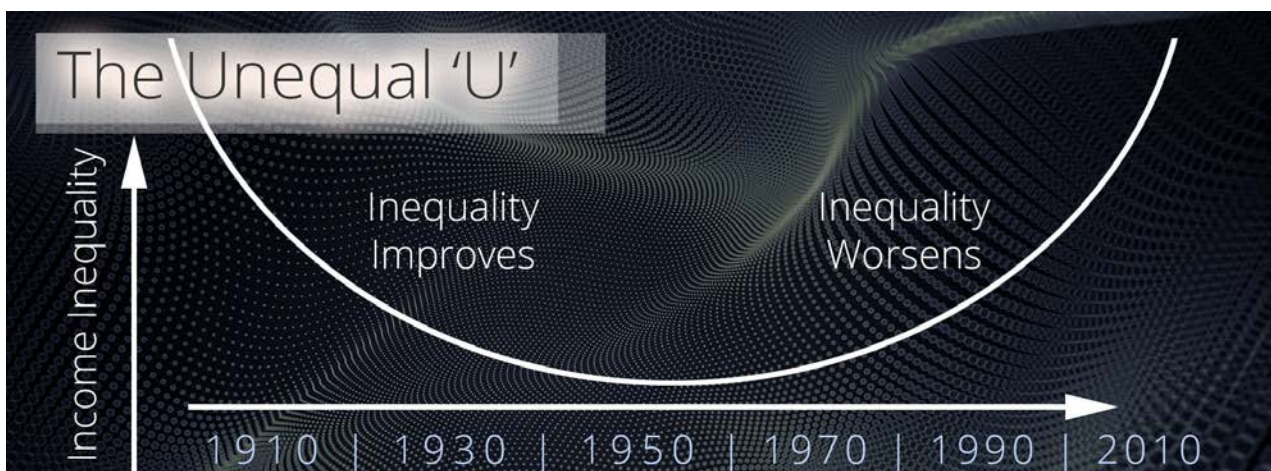 The Unequal ‘U’
Income Inequality
Inequality
Improves
Inequality
Worsens
1910 | 1930 | 1950 | 1970 | 1990 | 2010